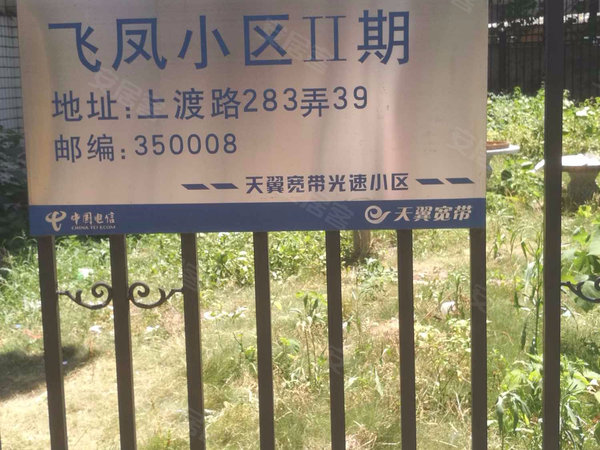 飞凤小区II期
地址:上渡路283弄39
邮编:350008
天翼宽带光速小区
中国电信
CHINA TELECOM
天翼宽带